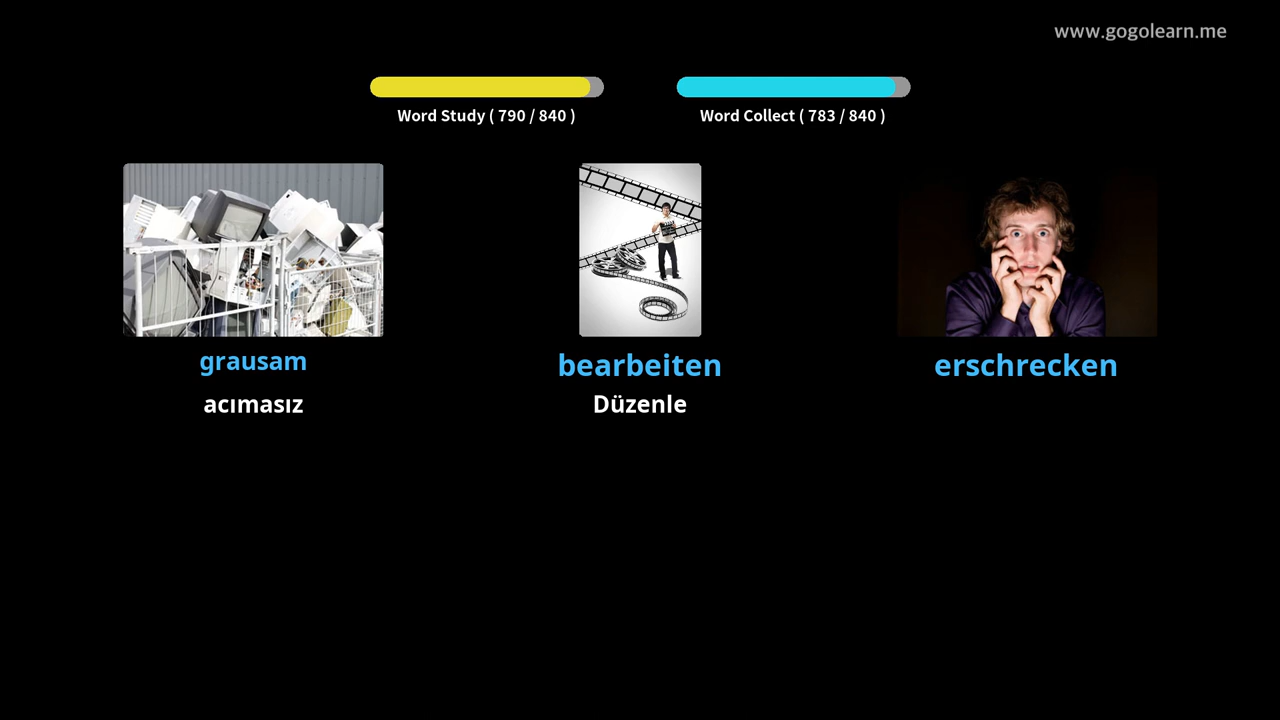 www.gogolearn.me
Word Study ( 790 / 840 )
Word Collect ( 783 / 840 )
grausam
bearbeiten
erschrecken
acımasız
Düzenle